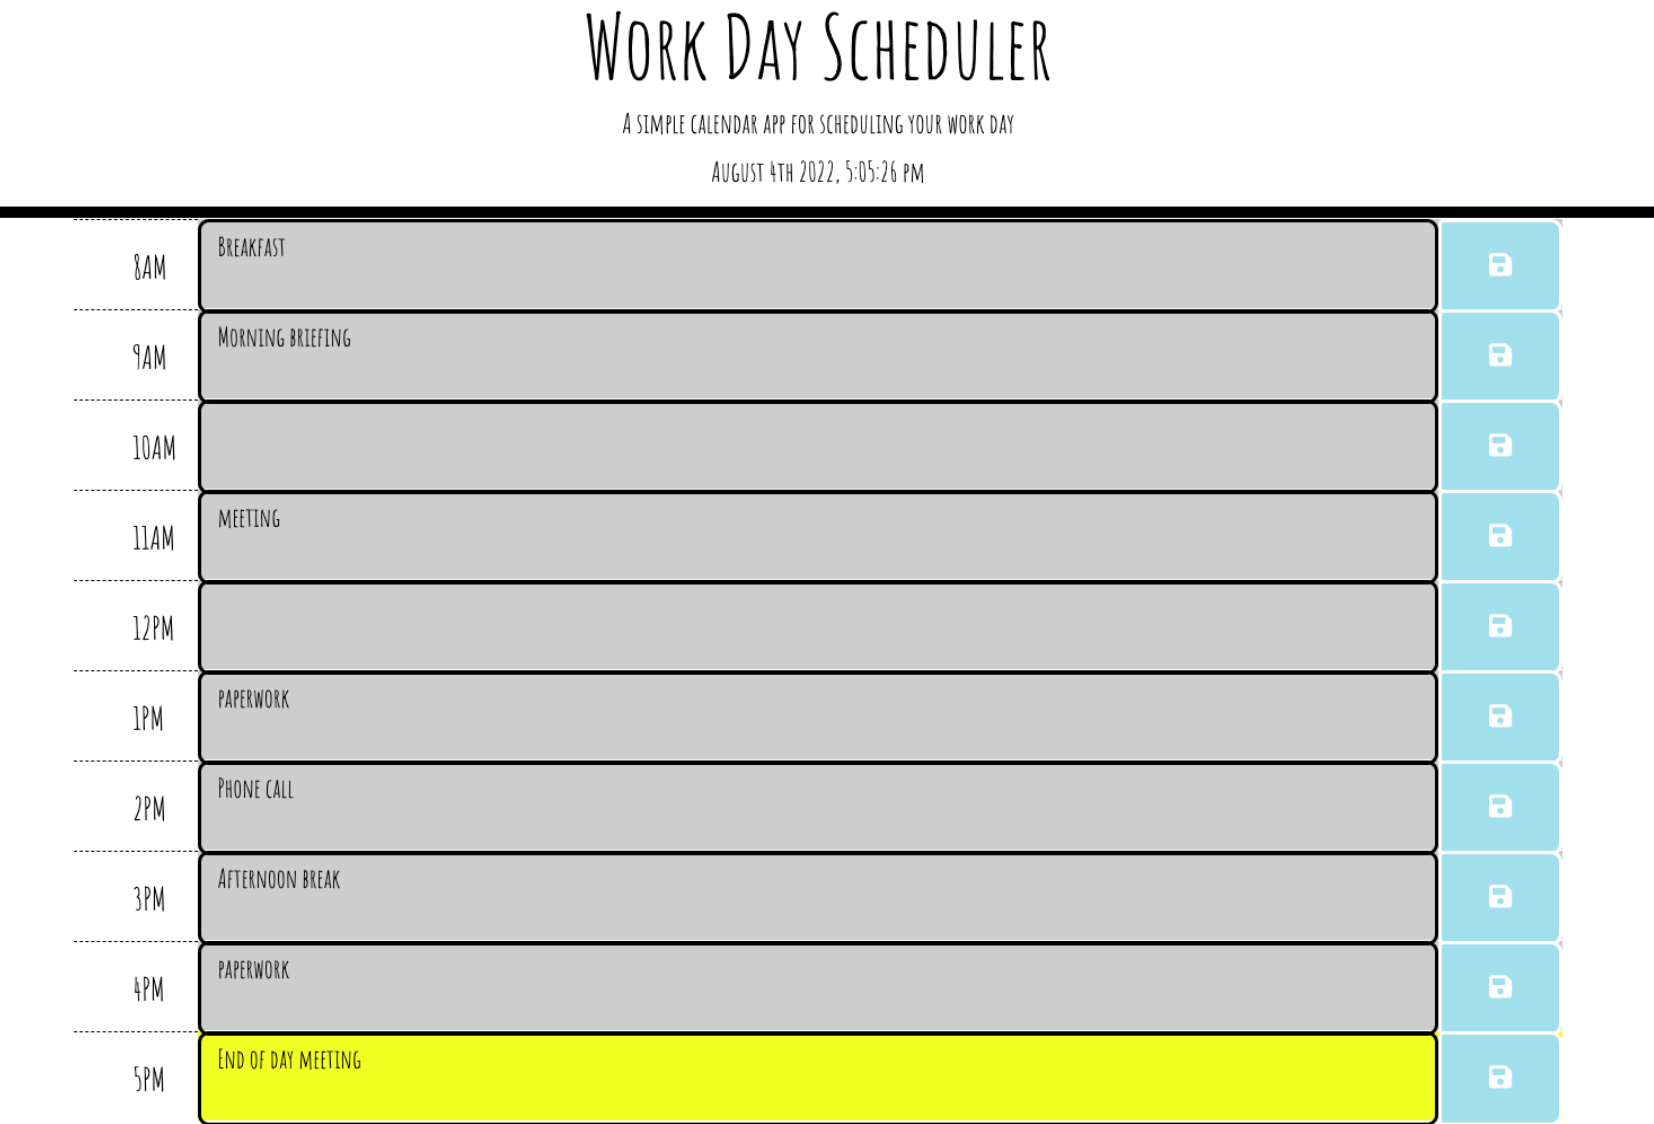 Work Day Scheduler
A simple calendar app for scheduling your work day
August 4th 2022, 5:05:26 pm
8AM Breakfast
9AM Morning briefing
10AM
11AM meeting
12PM
1PM paperwork
2PM Phone call
3PM Afternoon break
4PM paperwork
5PM End of day meeting